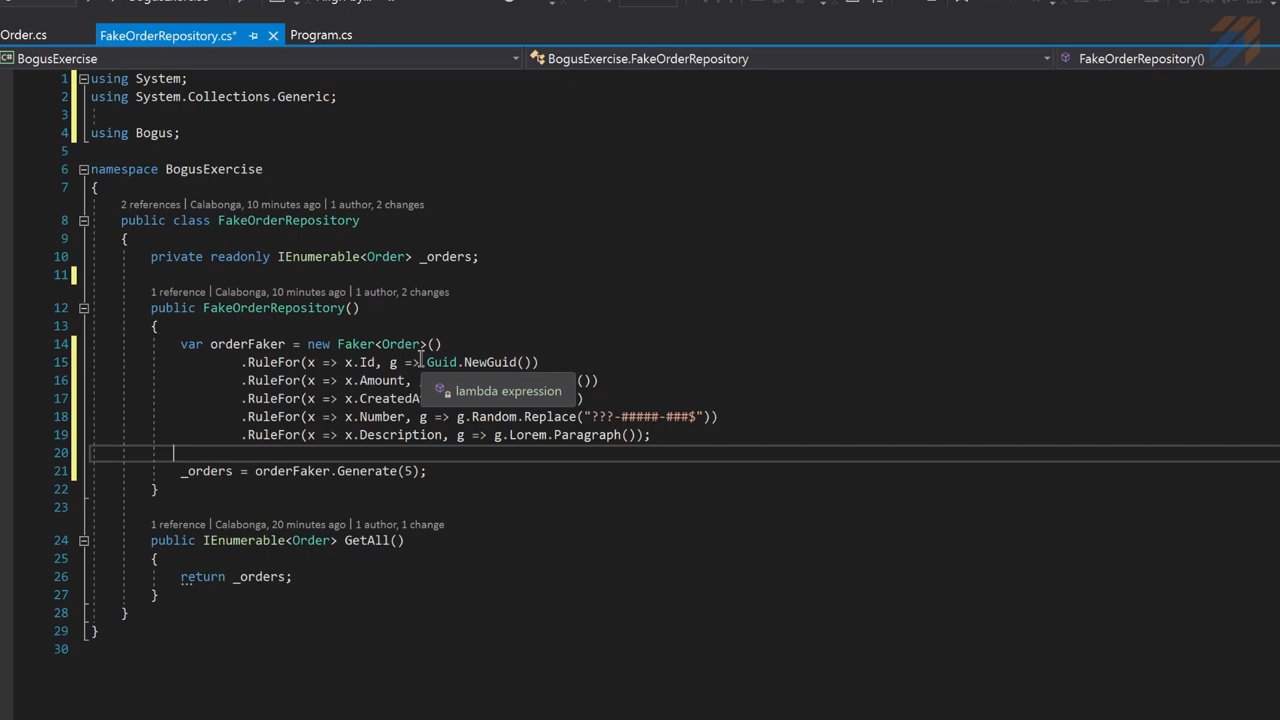 Order.cs FakeOrderRepository.cs* Program.cs
C# BogusExercise BogusExercise.FakeOrderRepository FakeOrderRepository()
1 using System;
2 using System.Collections.Generic;
3
4 using Bogus;
5
6 namespace BogusExercise
7 {
2 references | Calabonga, 10 minutes ago | 1 author, 2 changes
8 public class FakeOrderRepository
9 {
10 private readonly IEnumerable<Order> _orders;
11
1 reference | Calabonga, 10 minutes ago | 1 author, 2 changes
12 public FakeOrderRepository()
13 {
14 var orderFaker = new Faker<Order>()
15 .RuleFor(x => x.Id, g => Guid.NewGuid())
16 .RuleFor(x => x.Amount, ())
lambda expression
17 .RuleFor(x => x.CreatedA )
18 .RuleFor(x => x.Number, g => g.Random.Replace("???-#####-###$"))
19 .RuleFor(x => x.Description, g => g.Lorem.Paragraph());
20
21 _orders = orderFaker.Generate(5);
22 }
23
1 reference | Calabonga, 20 minutes ago | 1 author, 1 change
24 public IEnumerable<Order> GetAll()
25 {
26 return _orders;
27 }
28 }
29 }
30